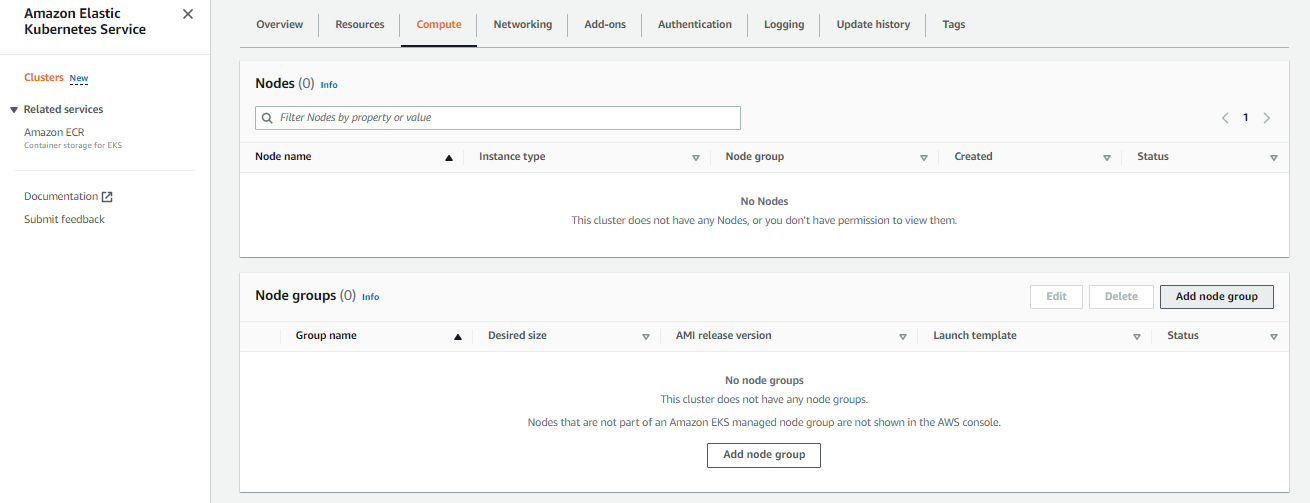 Amazon Elastic
Kubernetes Service
Clusters New
Related services
Amazon ECR
Container storage for EKS
Documentation
Submit feedback
Overview Resources Compute Networking Add-ons Authentication Logging Update history Tags
Nodes (0) Info
Filter Nodes by property or value
1
Node name Instance type Node group Created Status
No Nodes
This cluster does not have any Nodes, or you don't have permission to view them.
Node groups (0) Info
Edit Delete Add node group
Group name Desired size AMI release version Launch template Status
No node groups
This cluster does not have any node groups.
Nodes that are not part of an Amazon EKS managed node group are not shown in the AWS console.
Add node group